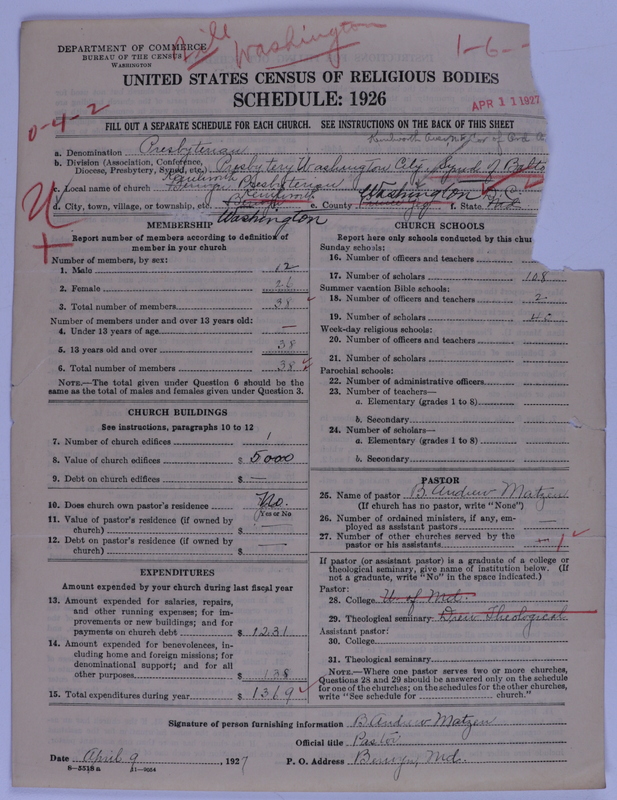 Washington
1-6-
DEPARTMENT OF COMMERCE
BUREAU OF THE CENSUS
WASHINGTON
UNITED STATES CENSUS OF RELIGIOUS BODIES
SCHEDULE: 1926
APR 11 1927
0-4-2
FILL OUT A SEPARATE SCHEDULE FOR EACH CHURCH. SEE INSTRUCTIONS ON THE BACK OF THIS SHEET
a. Denomination Presbyterian
b. Division (Association, Conference,
Diocese, Presbytery, Synod, etc.) Presbytery Washington City, Synod of Balto
c. Local name of church Presbyterian
Washington D.C.
d. City, town, village, or township, etc. e. County f. State Md.
Washington
MEMBERSHIP
Report number of members according to definition of
member in your church
Number of members, by sex:
1. Male 12
2. Female 26
3. Total number of members 38
Number of members under and over 13 years old:
4. Under 13 years of age —
5. 13 years old and over 38
6. Total number of members 38
NOTE.—The total given under Question 6 should be
the same as the total of males and females given under Question 3.
CHURCH BUILDINGS
See instructions, paragraphs 10 to 12
7. Number of church edifices 1
8. Value of church edifices $ 5000
9. Debt on church edifices $ —
10. Does church own pastor's residence? No.
Yes or No
11. Value of pastor's residence (if owned by
church) $ —
12. Debt on pastor's residence (if owned by
church) $ —
EXPENDITURES
Amount expended by your church during last fiscal year
13. Amount expended for salaries, repairs,
and other running expenses; for im-
provements or new buildings; and for
payments on church debt $ 1231
14. Amount expended for benevolences, in-
cluding home and foreign missions; for
denominational support; and for all
other purposes $ 138
15. Total expenditures during year $ 1369
CHURCH SCHOOLS
Report here only schools conducted by this chur
Sunday schools:
16. Number of officers and teachers
17. Number of scholars 108
Summer vacation Bible schools:
18. Number of officers and teachers 2
19. Number of scholars
Week-day religious schools:
20. Number of officers and teachers
21. Number of scholars
Parochial schools:
22. Number of administrative officers
23. Number of teachers—
a. Elementary (grades 1 to 8)
b. Secondary
24. Number of scholars—
a. Elementary (grades 1 to 8)
b. Secondary
PASTOR
25. Name of pastor B. Andrew Matzen
(If church has no pastor, write "None")
26. Number of ordained ministers, if any, em-
ployed as assistant pastors —
27. Number of other churches served by the
pastor or his assistants — 1
If pastor (or assistant pastor) is a graduate of a college or
theological seminary, give name of institution below. (If
not a graduate, write "No" in the space indicated.)
Pastor:
28. College U of Md.
29. Theological seminary Drew Theological
Assistant pastor:
30. College
31. Theological seminary
NOTE.—Where one pastor serves two or more churches,
Questions 28 and 29 should be answered only on the schedule
for one of the churches; on the schedules for the other churches,
write "See schedule for church."
Signature of person furnishing information B. Andrew Matzen
Official title Pastor
Date April 9, 1927 P. O. Address Berwyn, Md.
8-5518a 11-9054